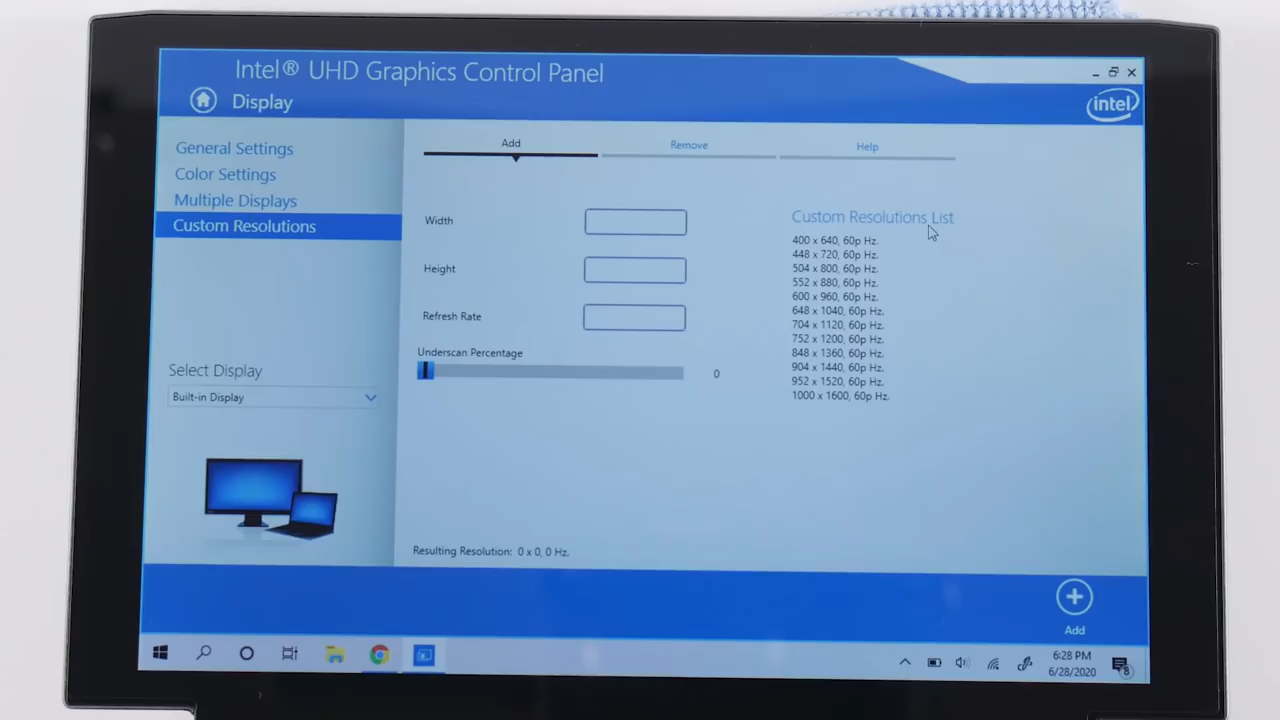 Intel® UHD Graphics Control Panel
Display
intel
General Settings
Color Settings
Multiple Displays
Custom Resolutions
Select Display
Built-in Display
Add
Remove
Help
Width
Height
Refresh Rate
Underscan Percentage
0
Custom Resolutions List
400 x 640, 60p Hz.
448 x 720, 60p Hz.
504 x 800, 60p Hz.
552 x 880, 60p Hz.
600 x 960, 60p Hz.
648 x 1040, 60p Hz.
704 x 1120, 60p Hz.
752 x 1200, 60p Hz.
848 x 1360, 60p Hz.
904 x 1440, 60p Hz.
952 x 1520, 60p Hz.
1000 x 1600, 60p Hz.
Resulting Resolution: 0 x 0, 0 Hz.
Add
6:28 PM
6/28/2020
8